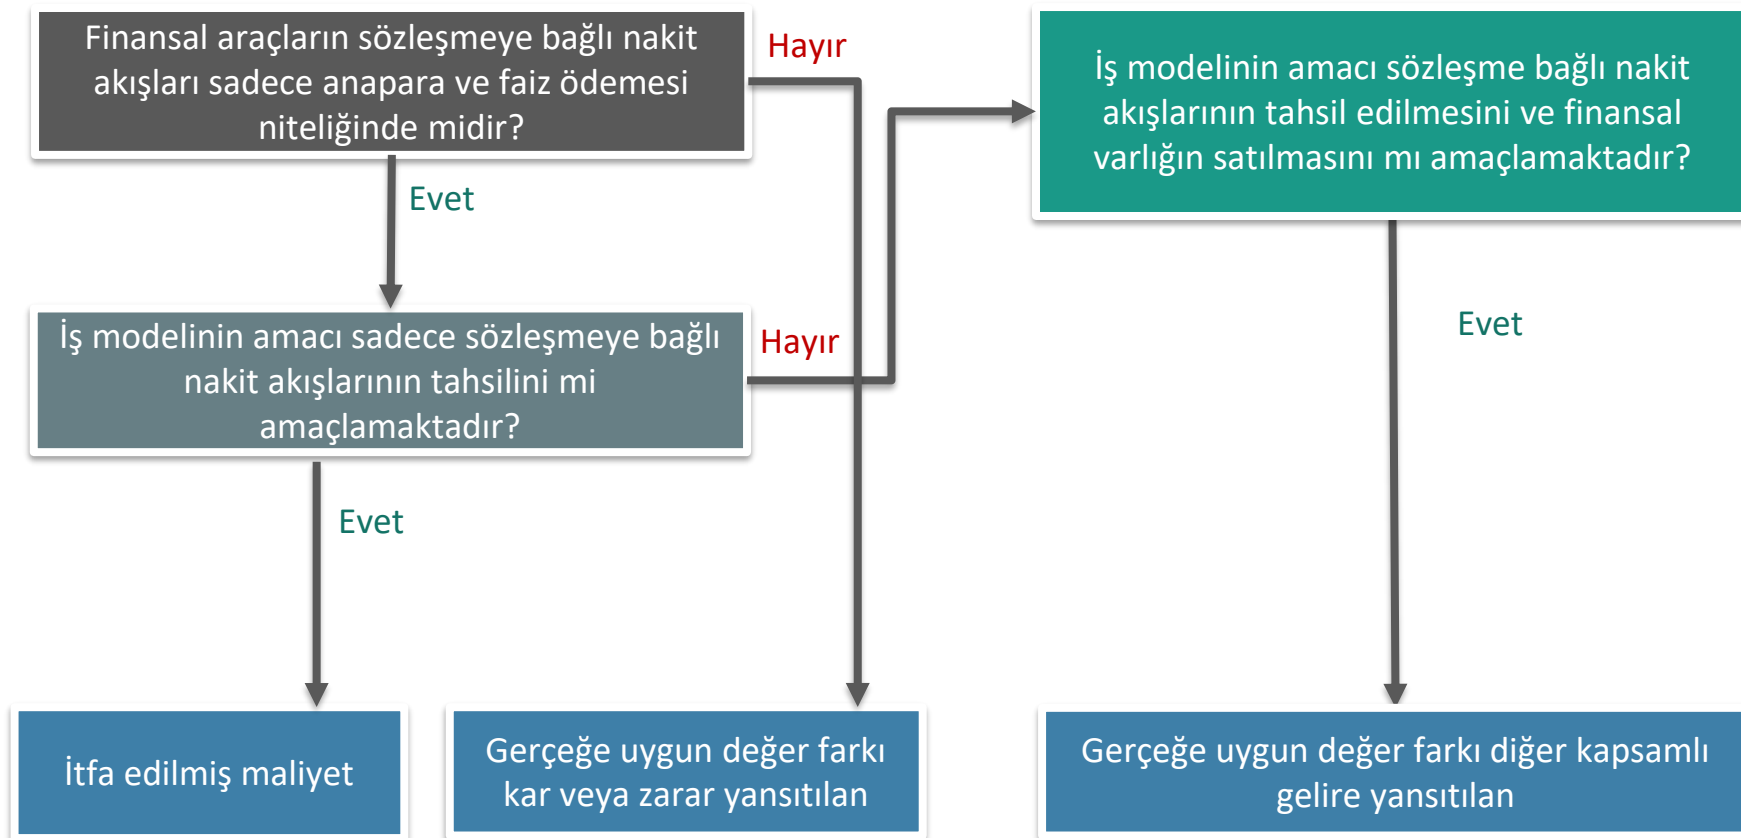 Finansal araçların sözleşmeye bağlı nakit
akışları sadece anapara ve faiz ödemesi
niteliğinde midir?
Hayır
İş modelinin amacı sözleşme bağlı nakit
akışlarının tahsil edilmesini ve finansal
varlığın satılmasını mı amaçlamaktadır?
Evet
İş modelinin amacı sadece sözleşmeye bağlı
nakit akışlarının tahsilini mi
amaçlamaktadır?
Hayır
Evet
Evet
İtfa edilmiş maliyet
Gerçeğe uygun değer farkı
kar veya zarar yansıtılan
Gerçeğe uygun değer farkı diğer kapsamlı
gelire yansıtılan